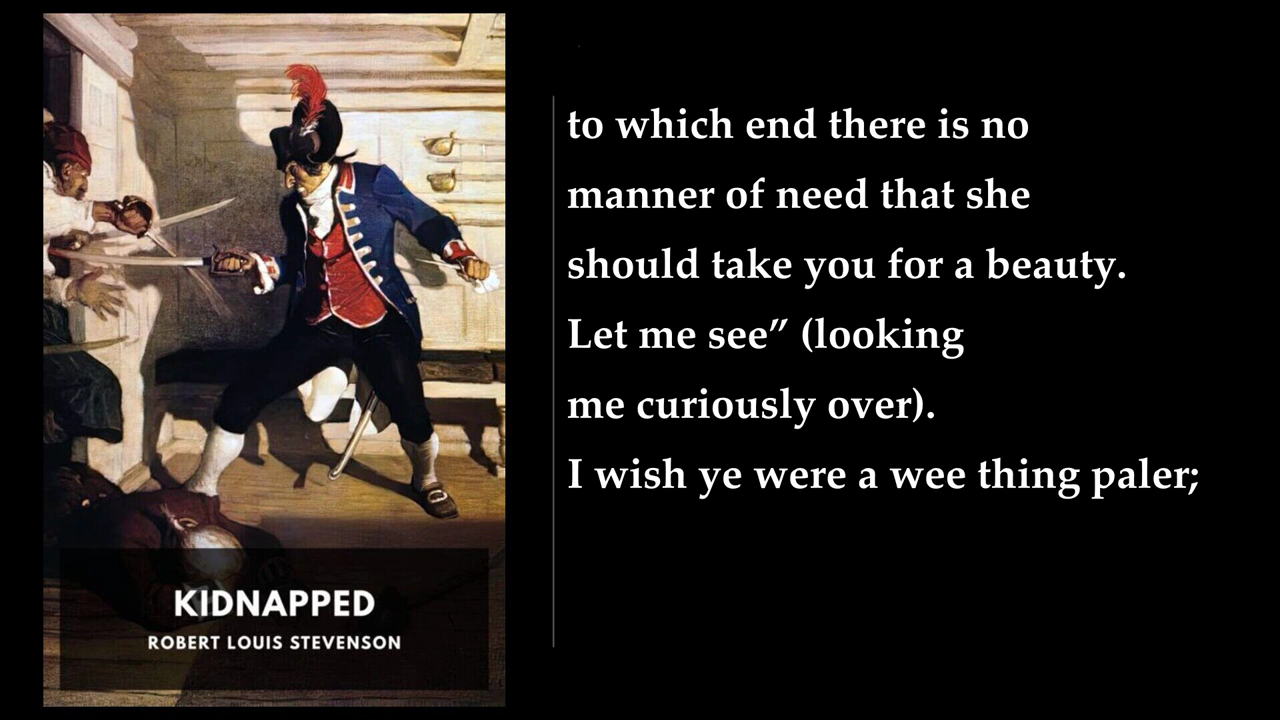 KIDNAPPED
ROBERT LOUIS STEVENSON
to which end there is no
manner of need that she
should take you for a beauty.
Let me see” (looking
me curiously over).
I wish ye were a wee thing paler;